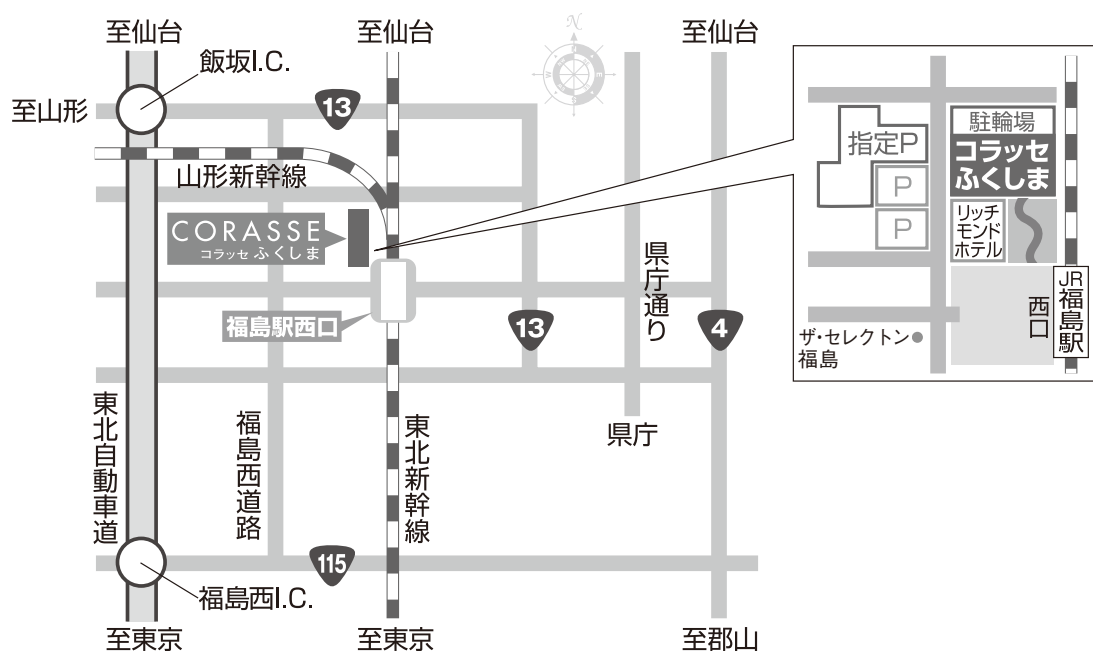 至仙台
至仙台
至仙台
N
E
S
W
飯坂I.C.
至山形
13
山形新幹線
CORASSE
コラッセ ふくしま
福島駅西口
13
県庁通り
4
東北自動車道
福島西道路
東北新幹線
県庁
115
福島西I.C.
至東京
至東京
至郡山
駐輪場
指定P
コラッセ
ふくしま
P
P
リッチ
モンド
ホテル
JR福島駅
西口
ザ・セレクトン
福島